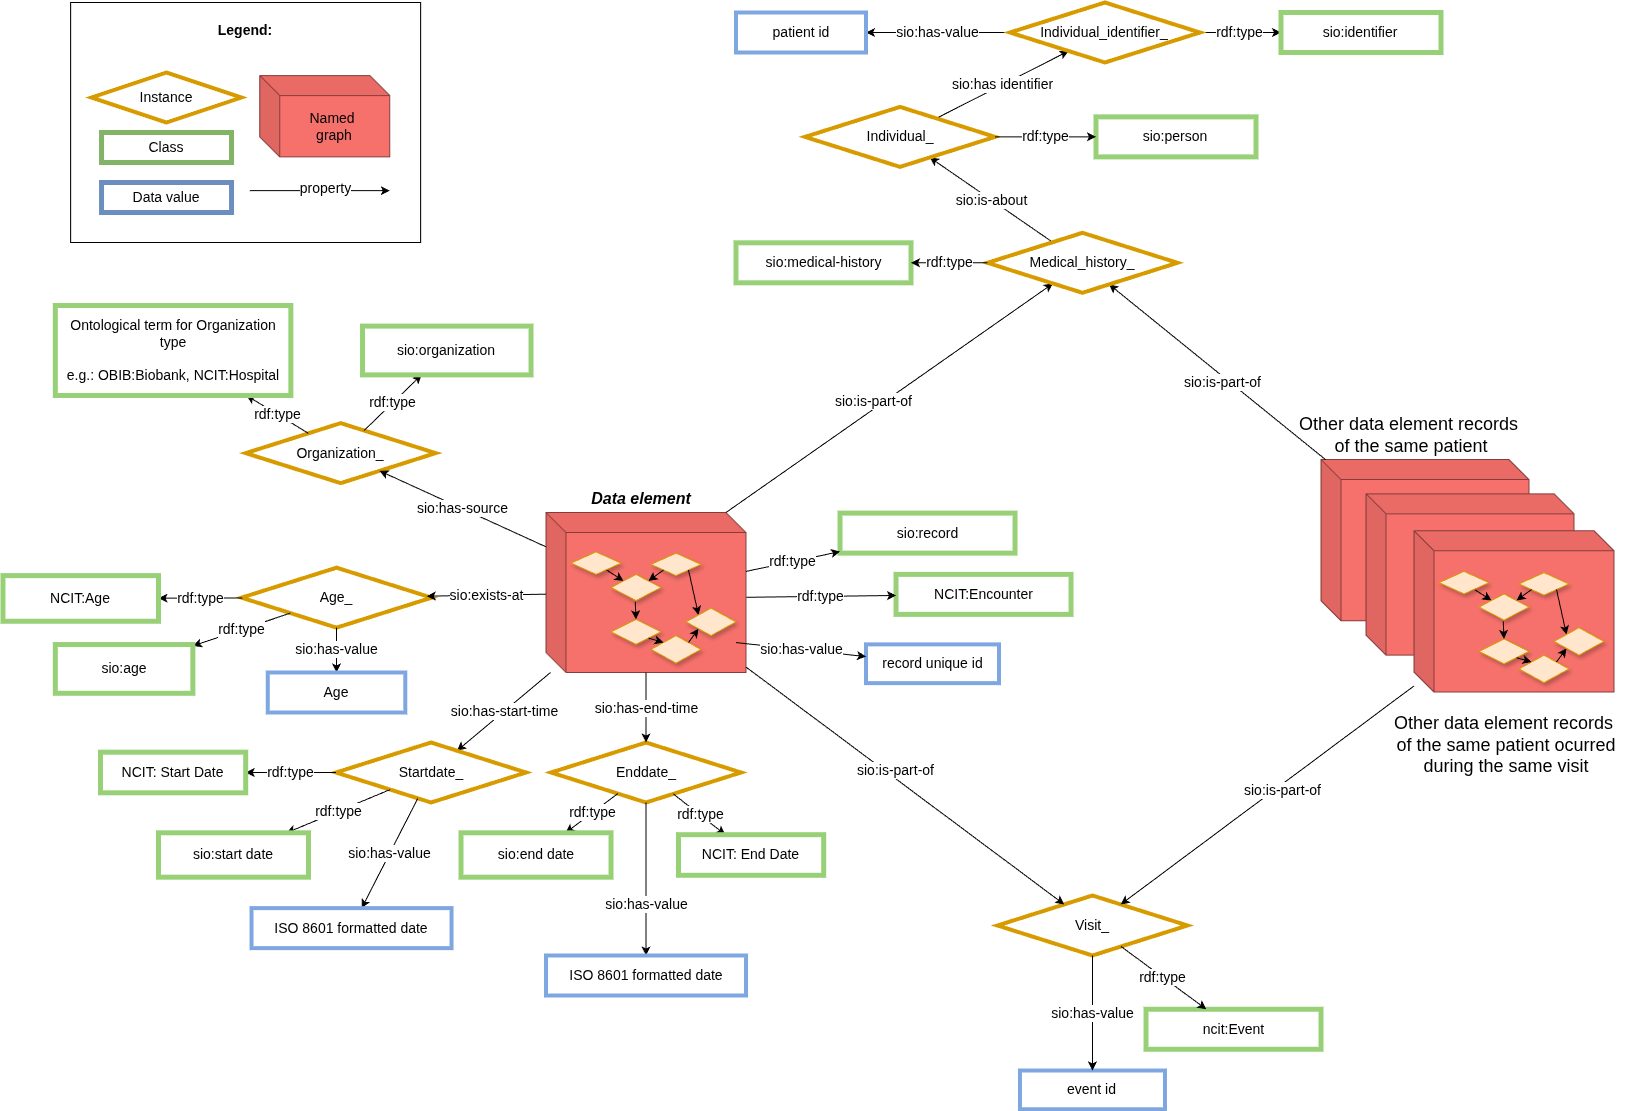 Legend:
Instance
Named
graph
Class
property
Data value
patient id
sio:has-value
Individual_identifier_
rdf:type
sio:identifier
sio:has identifier
Individual_
rdf:type
sio:person
sio:is-about
sio:medical-history
rdf:type
Medical_history_
Ontological term for Organization
type
e.g.: OBIB:Biobank, NCIT:Hospital
sio:organization
rdf:type
rdf:type
Organization_
sio:has-source
sio:is-part-of
sio:is-part-of
Other data element records
of the same patient
Data element
sio:record
rdf:type
NCIT:Encounter
rdf:type
sio:has-value
record unique id
NCIT:Age
rdf:type
Age_
sio:exists-at
rdf:type
sio:age
sio:has-value
Age
sio:has-start-time
sio:has-end-time
NCIT: Start Date
rdf:type
Startdate_
Enddate_
rdf:type
sio:start date
sio:has-value
ISO 8601 formatted date
rdf:type
sio:end date
rdf:type
NCIT: End Date
sio:has-value
ISO 8601 formatted date
sio:is-part-of
Other data element records
of the same patient ocurred
during the same visit
sio:is-part-of
Visit_
rdf:type
ncit:Event
sio:has-value
event id